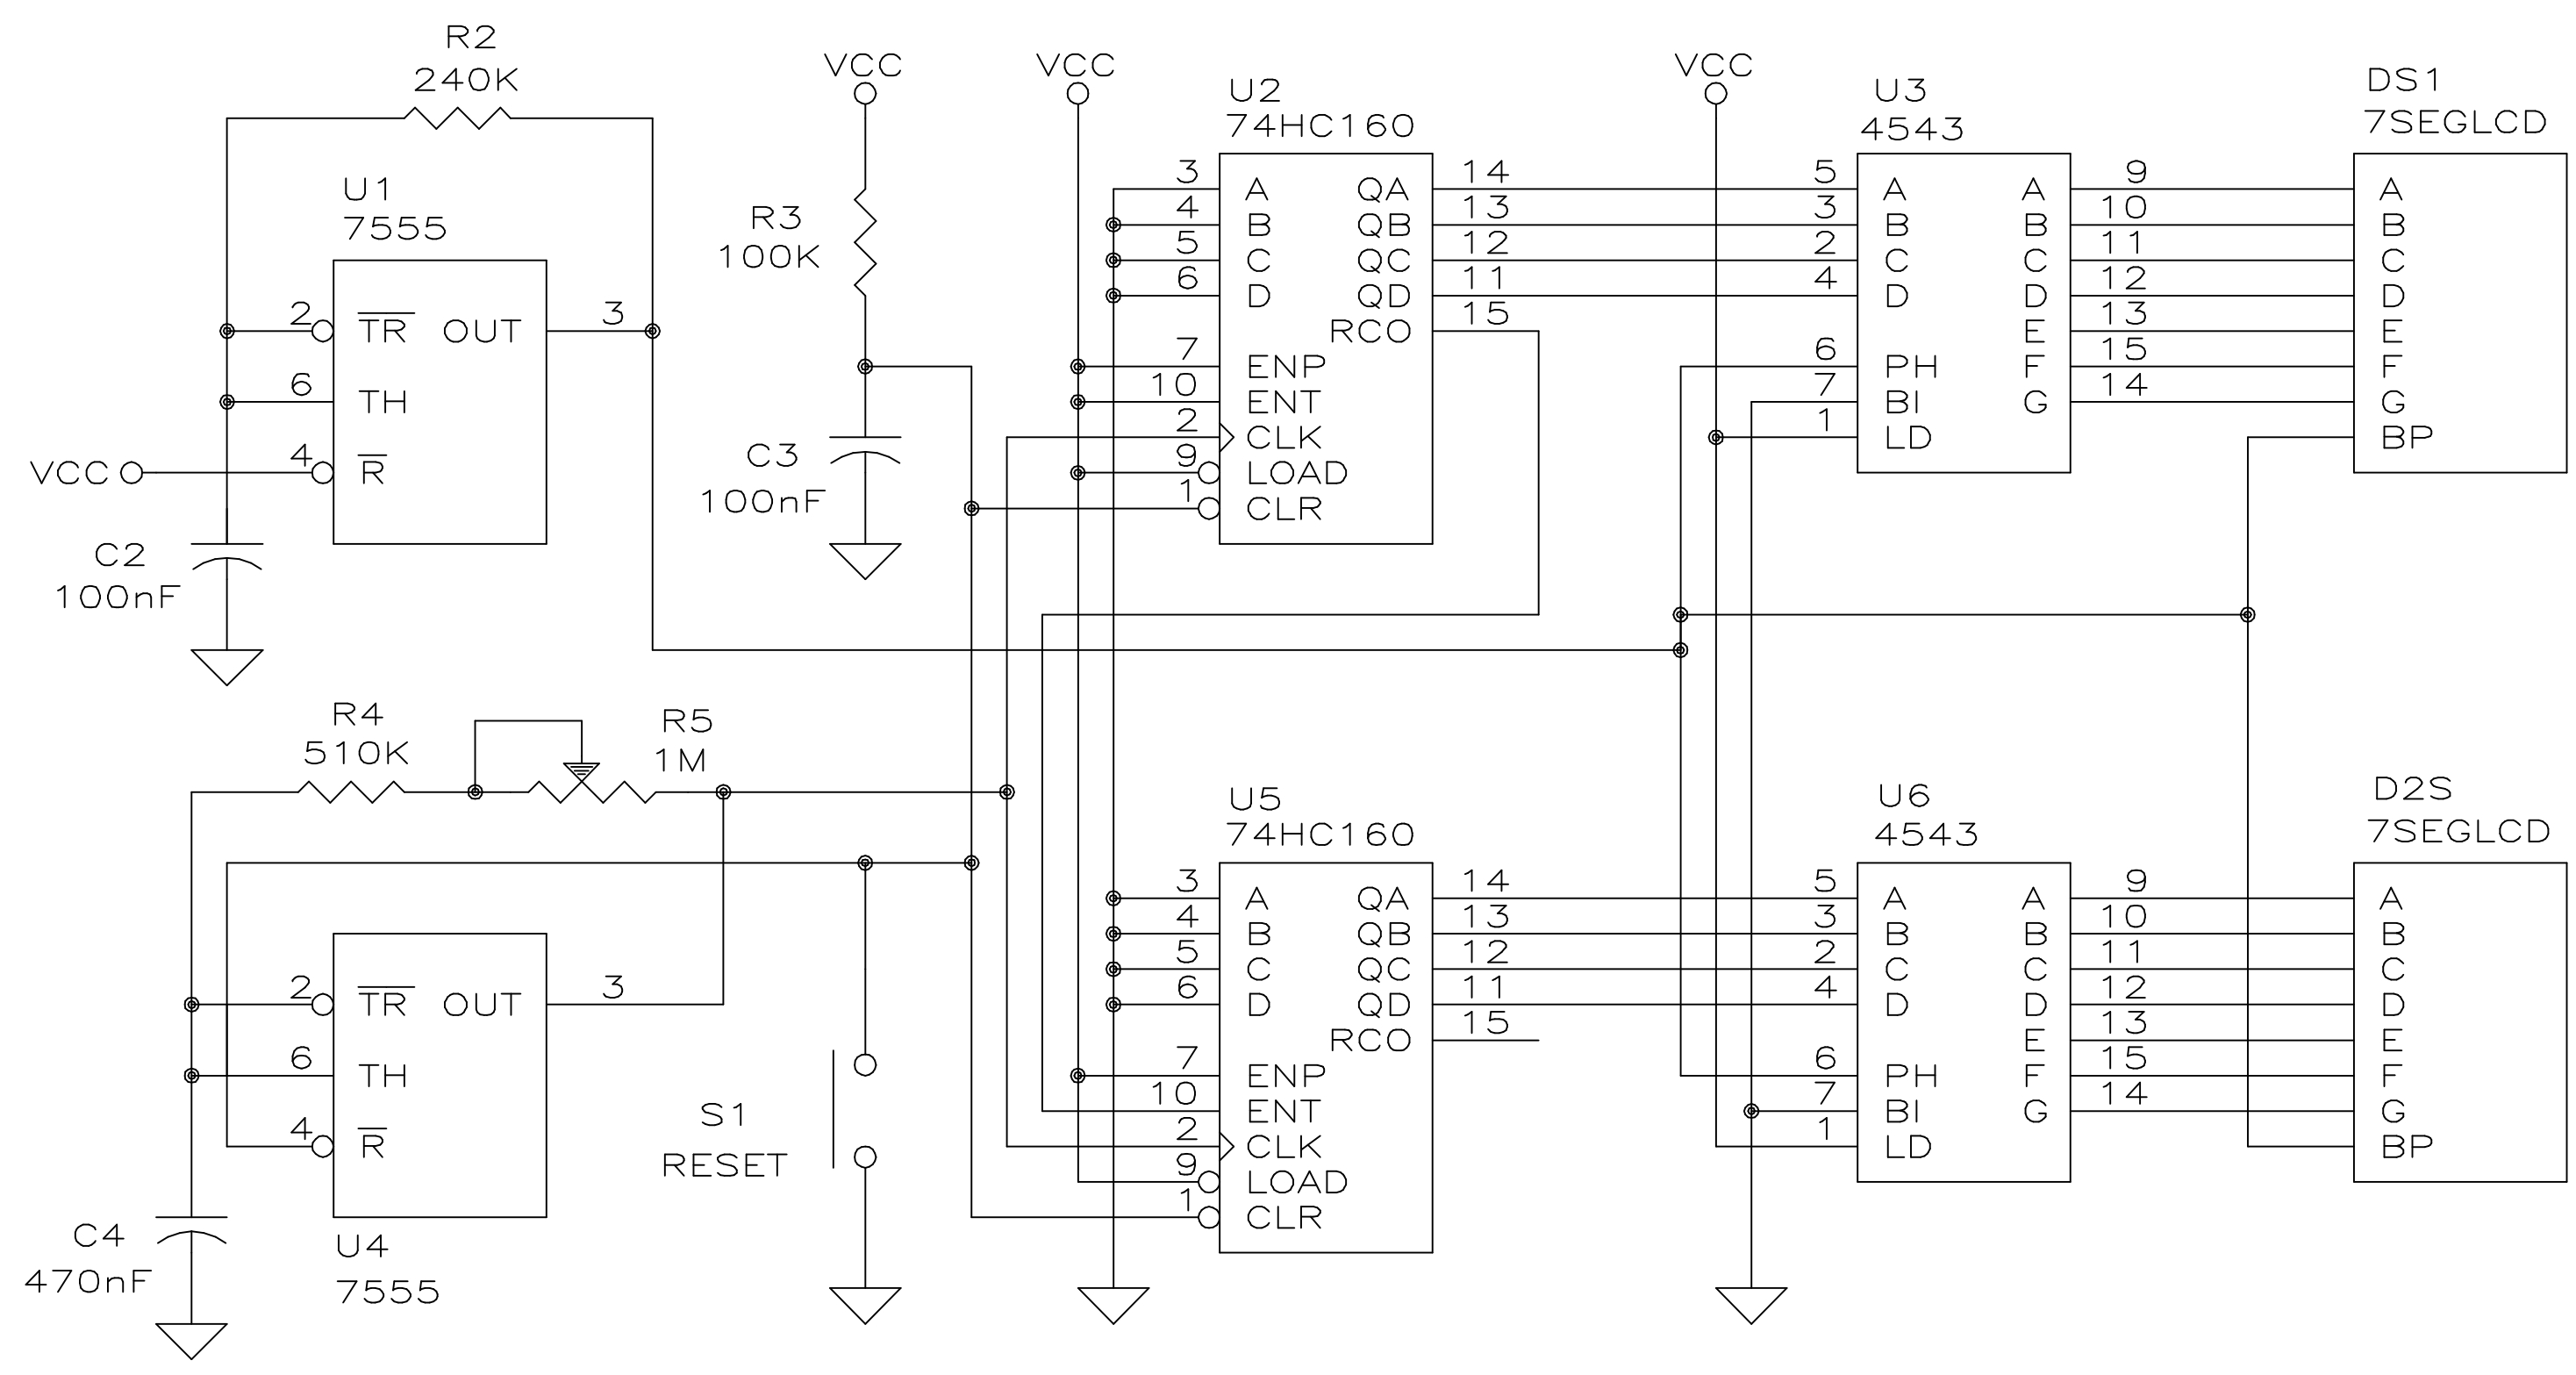 R2
240K
VCC
VCC
VCC
U2
74HC160
U3
4543
DS1
7SEGLCD
U1
7555
2 TR OUT 3
6 TH
VCC 4 R
C2
100nF
R3
100K
C3
100nF
3 A QA 14
4 B QB 13
5 C QC 12
6 D QD 11
RCO 15
7 ENP
10 ENT
2 CLK
9 LOAD
1 CLR
5 A A 9
3 B B 10
2 C C 11
4 D D 12
E 13
6 PH F 15
7 BI G 14
1 LD
A
B
C
D
E
F
G
BP
R4
510K
R5
1M
2 TR OUT 3
6 TH
4 R
U4
7555
C4
470nF
S1
RESET
U5
74HC160
3 A QA 14
4 B QB 13
5 C QC 12
6 D QD 11
RCO 15
7 ENP
10 ENT
2 CLK
9 LOAD
1 CLR
U6
4543
5 A A 9
3 B B 10
2 C C 11
4 D D 12
E 13
6 PH F 15
7 BI G 14
1 LD
D2S
7SEGLCD
A
B
C
D
E
F
G
BP